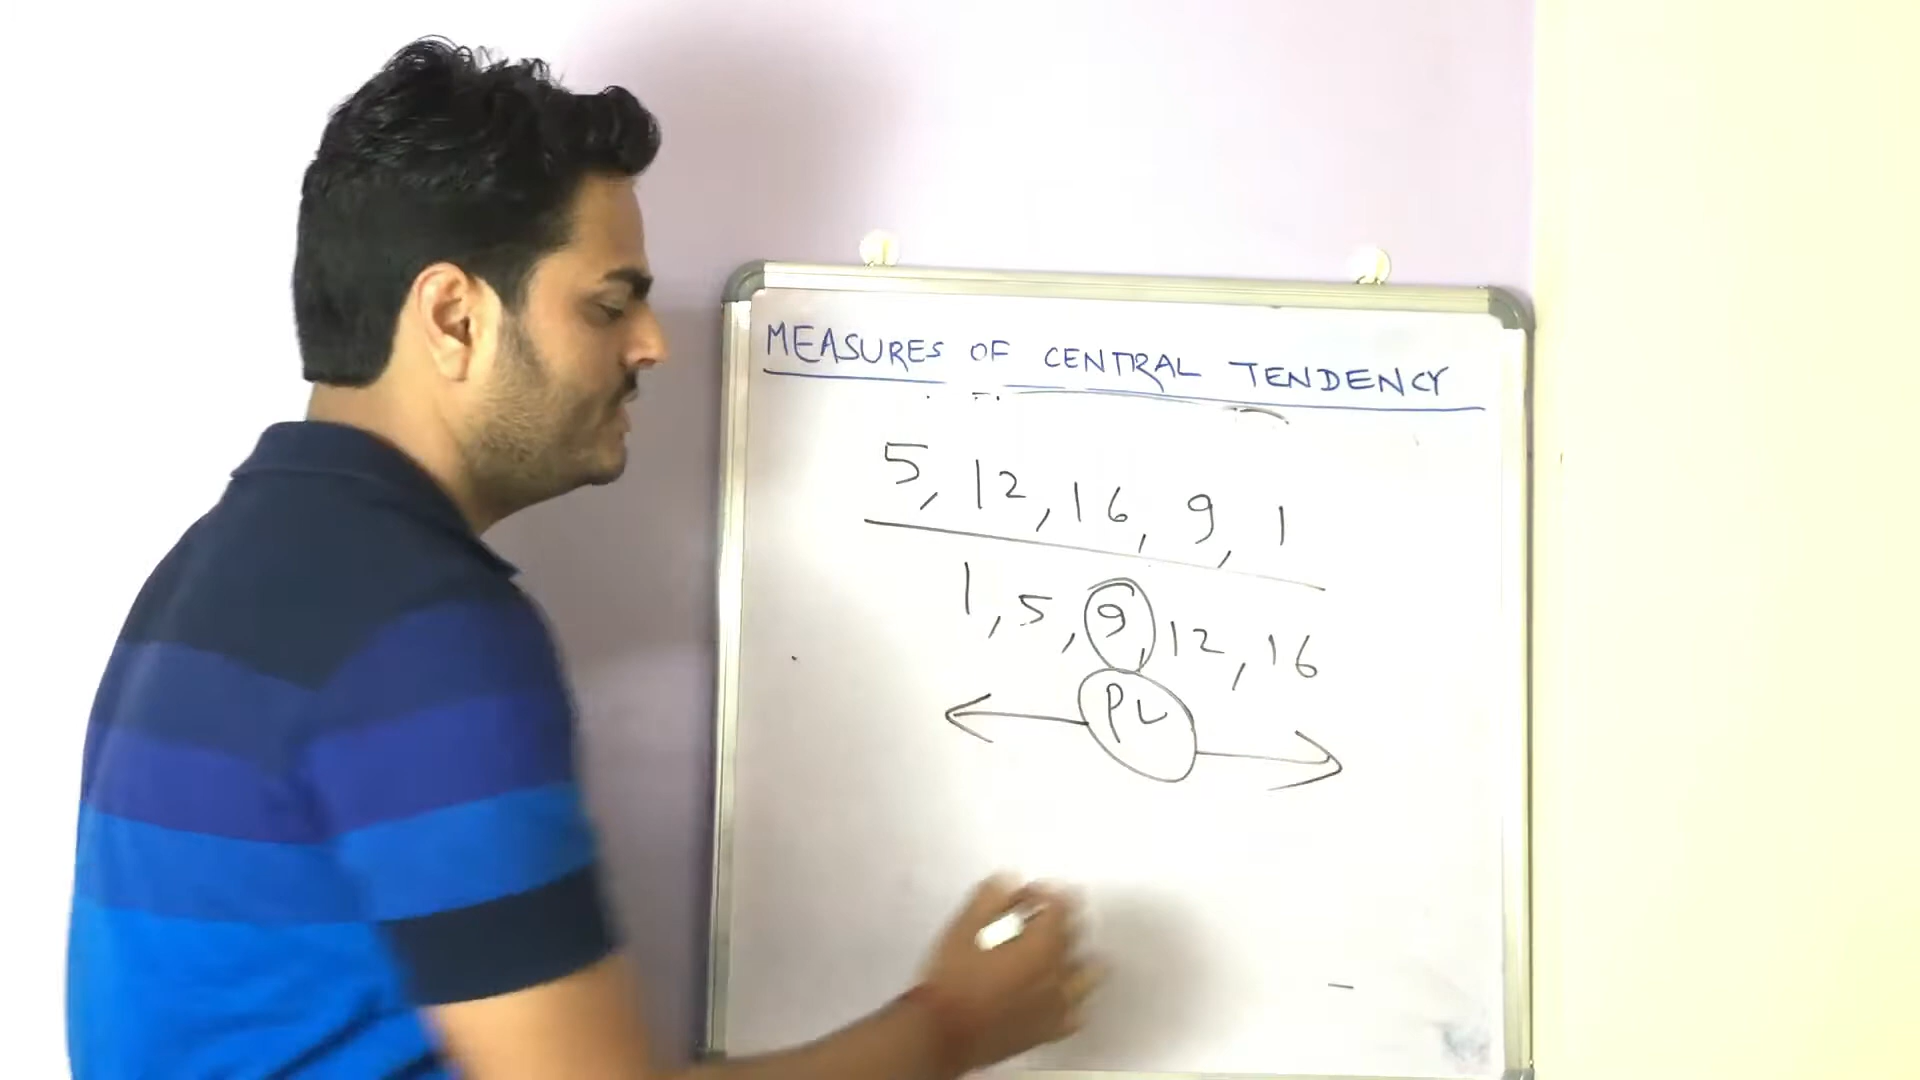 MEASURES OF CENTRAL TENDENCY
5, 12, 16, 9, 1
1, 5, 9, 12, 16
PL